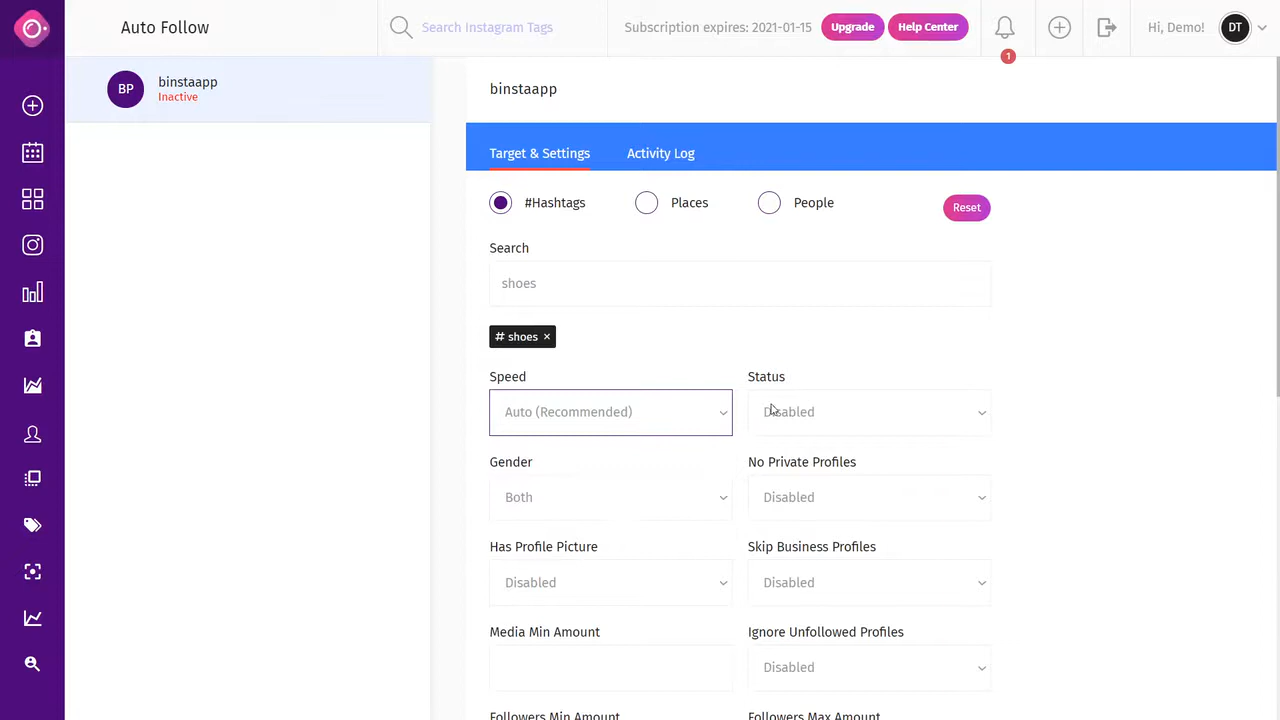 Auto Follow
Search Instagram Tags
Subscription expires: 2021-01-15
Upgrade
Help Center
1
Hi, Demo!
DT
BP
binstaapp
Inactive
binstaapp
Target & Settings
Activity Log
#Hashtags
Places
People
Reset
Search
shoes
# shoes ×
Speed
Status
Auto (Recommended)
Disabled
Gender
No Private Profiles
Both
Disabled
Has Profile Picture
Skip Business Profiles
Disabled
Disabled
Media Min Amount
Ignore Unfollowed Profiles
Disabled
Followers Min Amount
Followers Max Amount